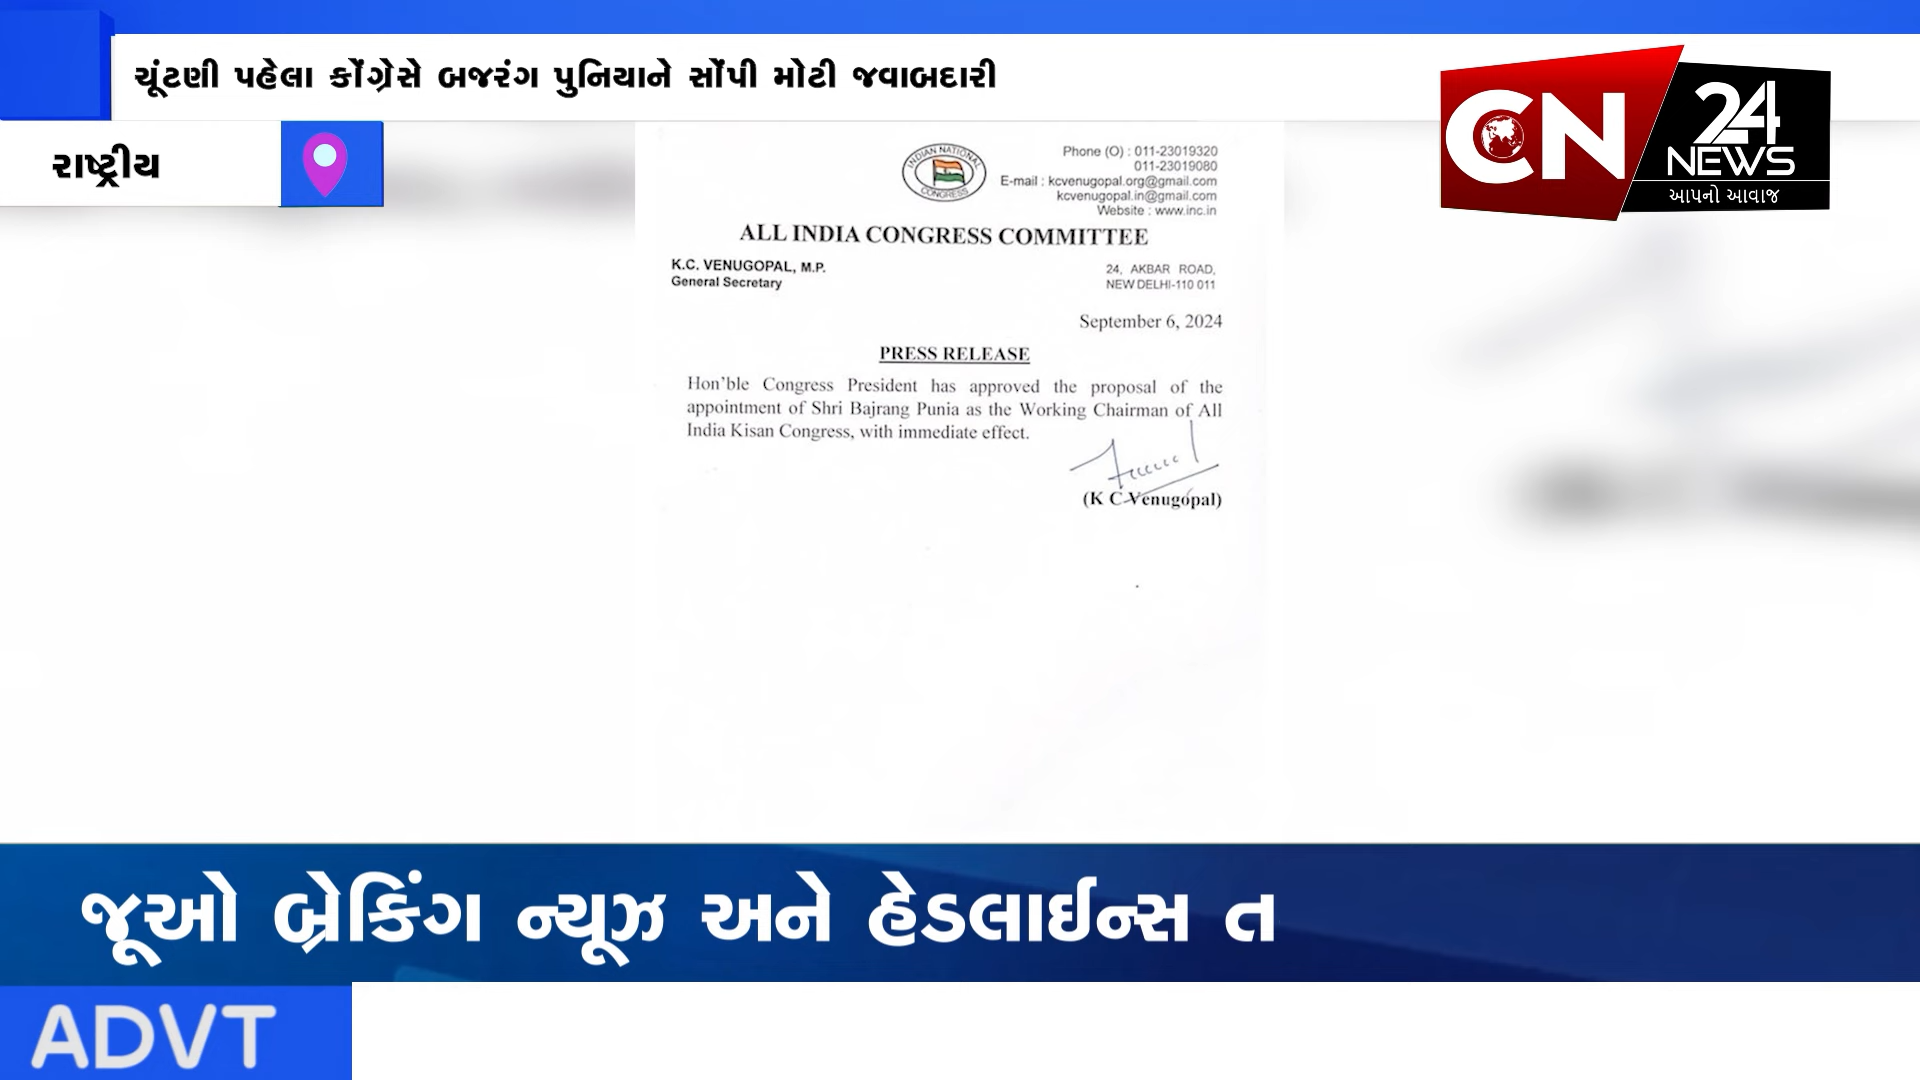 ચૂંટણી પહેલા કોંગ્રેસે બજરંગ પુનિયાને સોંપી મોટી જવાબદારી
રાષ્ટ્રીય
CN 24 NEWS
આપનો આવાજ
INDIAN NATIONAL CONGRESS
Phone (O) : 011-23019320
011-23019080
E-mail : kcvenugopal.org@gmail.com
kcvenugopal.in@gmail.com
Website : www.inc.in
ALL INDIA CONGRESS COMMITTEE
K.C. VENUGOPAL, M.P.
General Secretary
24, AKBAR ROAD,
NEW DELHI-110 011
September 6, 2024
PRESS RELEASE
Hon'ble Congress President has approved the proposal of the
appointment of Shri Bajrang Punia as the Working Chairman of All
India Kisan Congress, with immediate effect.
(K C Venugopal)
જૂઓ બ્રેકિંગ ન્યૂઝ અને હેડલાઈન્સ ત
ADVT